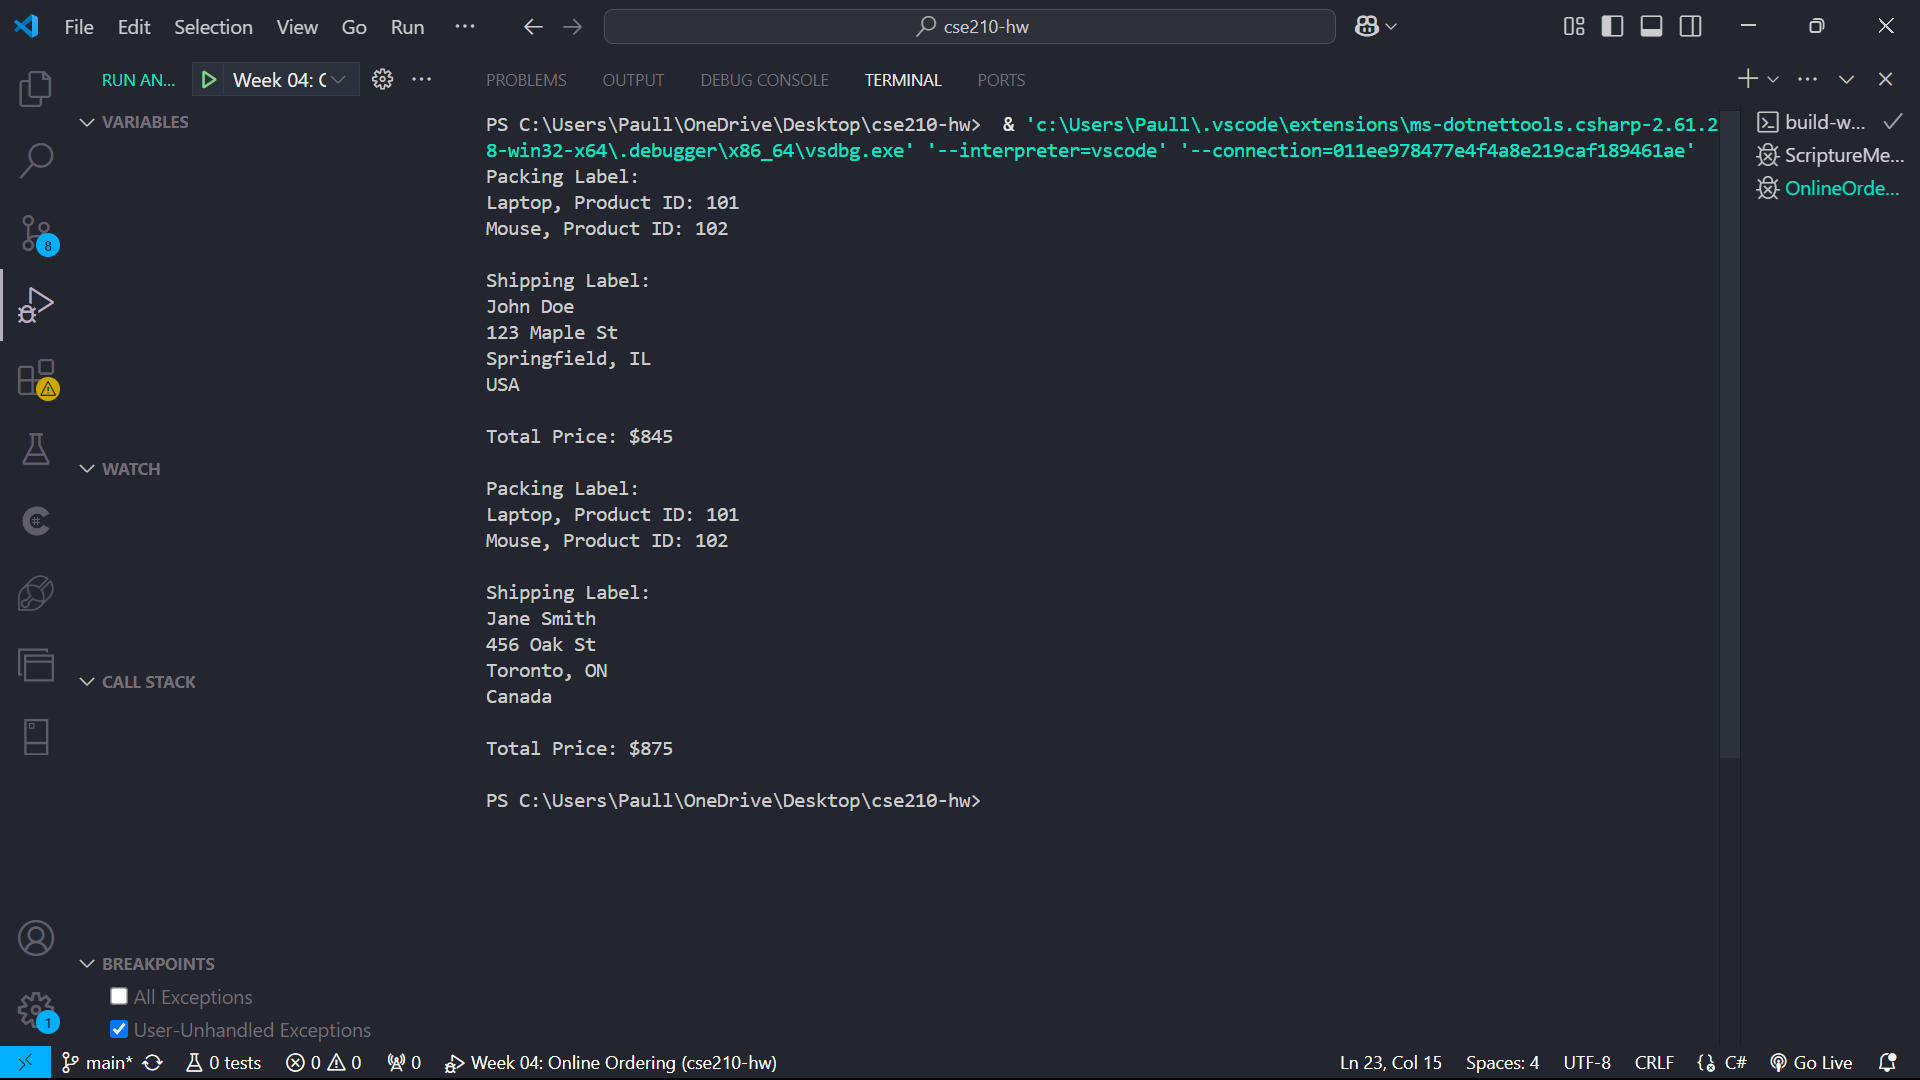 File Edit Selection View Go Run ··· cse210-hw
RUN AN... Week 04: C ···
PROBLEMS OUTPUT DEBUG CONSOLE TERMINAL PORTS
VARIABLES
WATCH
CALL STACK
BREAKPOINTS
All Exceptions
User-Unhandled Exceptions
8
1
PS C:\Users\Paull\OneDrive\Desktop\cse210-hw>  & 'c:\Users\Paull\.vscode\extensions\ms-dotnettools.csharp-2.61.2
8-win32-x64\.debugger\x86_64\vsdbg.exe' '--interpreter=vscode' '--connection=011ee978477e4f4a8e219caf189461ae'
Packing Label:
Laptop, Product ID: 101
Mouse, Product ID: 102
Shipping Label:
John Doe
123 Maple St
Springfield, IL
USA
Total Price: $845
Packing Label:
Laptop, Product ID: 101
Mouse, Product ID: 102
Shipping Label:
Jane Smith
456 Oak St
Toronto, ON
Canada
Total Price: $875
PS C:\Users\Paull\OneDrive\Desktop\cse210-hw>
build-w...
ScriptureMe...
OnlineOrde...
main* 0 tests 0 0 0 Week 04: Online Ordering (cse210-hw) Ln 23, Col 15 Spaces: 4 UTF-8 CRLF C# Go Live